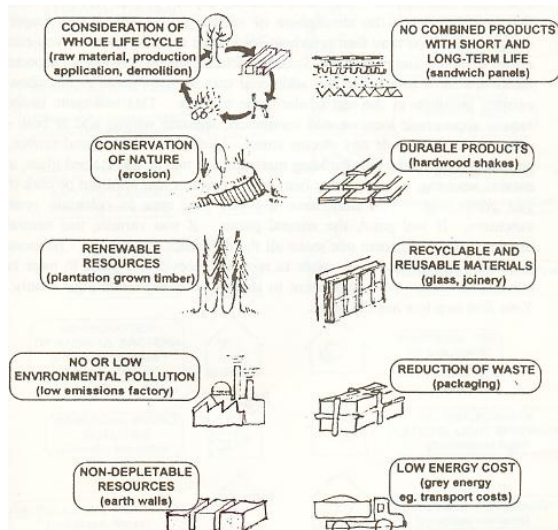 CONSIDERATION OF
WHOLE LIFE CYCLE
(raw material, production
application, demolition)
NO COMBINED PRODUCTS
WITH SHORT AND
LONG-TERM LIFE
(sandwich panels)
CONSERVATION
OF NATURE
(erosion)
DURABLE PRODUCTS
(hardwood shakes)
RENEWABLE
RESOURCES
(plantation grown timber)
RECYCLABLE AND
REUSABLE MATERIALS
(glass, joinery)
NO OR LOW
ENVIRONMENTAL POLLUTION
(low emissions factory)
REDUCTION OF WASTE
(packaging)
NON-DEPLETABLE
RESOURCES
(earth walls)
LOW ENERGY COST
(grey energy
eg. transport costs)